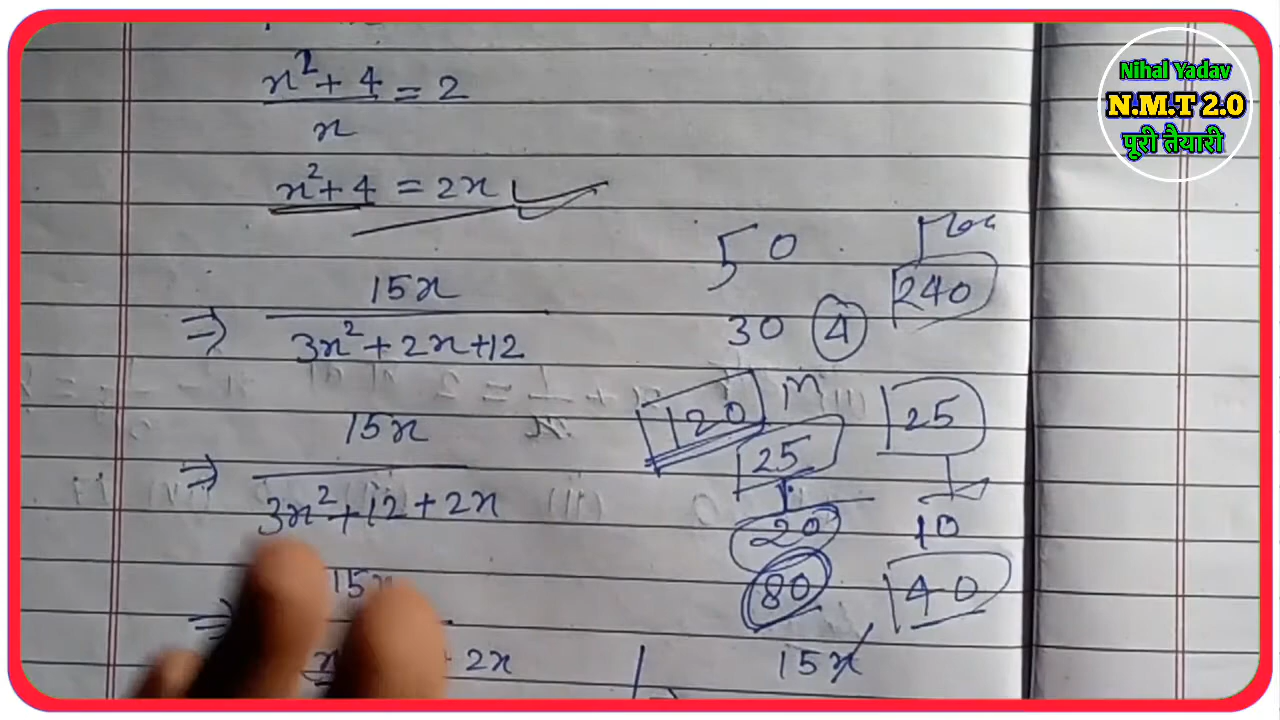 x² + 4 = 2
x
x² + 4 = 2x
15x
⇒
3x² + 2x + 12
15x
⇒
3x² + 12 + 2x
15x
⇒
+ 2x
50
30 4
240
120
25
20
80
25
10
40
15x
Nihal Yadav
N.M.T 2.0
पूरी तैयारी